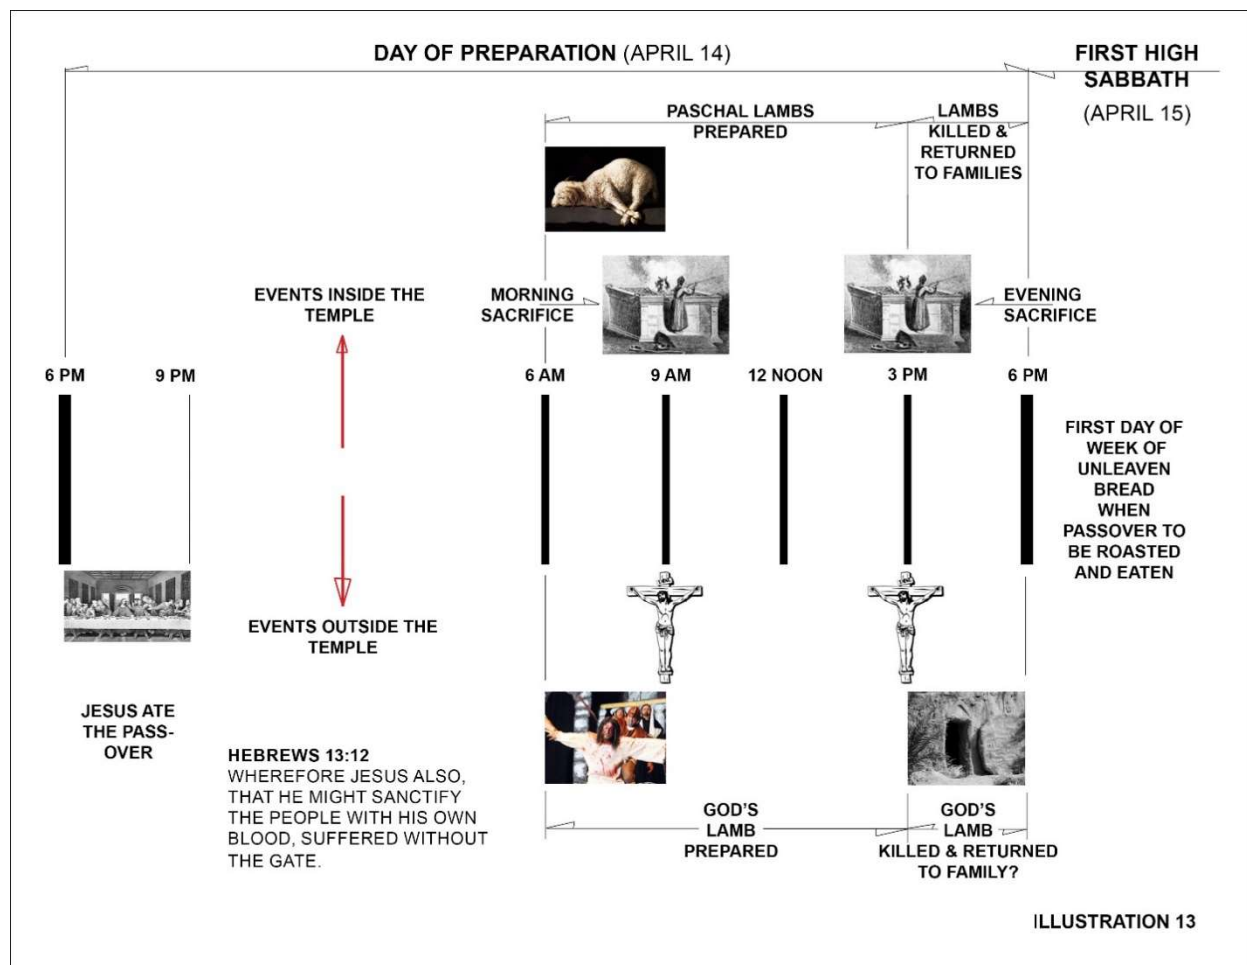 DAY OF PREPARATION (APRIL 14)
FIRST HIGH
SABBATH
(APRIL 15)
PASCHAL LAMBS
PREPARED
LAMBS
KILLED &
RETURNED
TO FAMILIES
EVENTS INSIDE THE
TEMPLE
MORNING
SACRIFICE
EVENING
SACRIFICE
6 PM
9 PM
6 AM
9 AM
12 NOON
3 PM
6 PM
FIRST DAY OF
WEEK OF
UNLEAVEN
BREAD
WHEN
PASSOVER TO
BE ROASTED
AND EATEN
EVENTS OUTSIDE THE
TEMPLE
JESUS ATE
THE PASS-
OVER
HEBREWS 13:12
WHEREFORE JESUS ALSO,
THAT HE MIGHT SANCTIFY
THE PEOPLE WITH HIS OWN
BLOOD, SUFFERED WITHOUT
THE GATE.
GOD'S
LAMB
PREPARED
GOD'S
LAMB
KILLED & RETURNED
TO FAMILY?
ILLUSTRATION 13